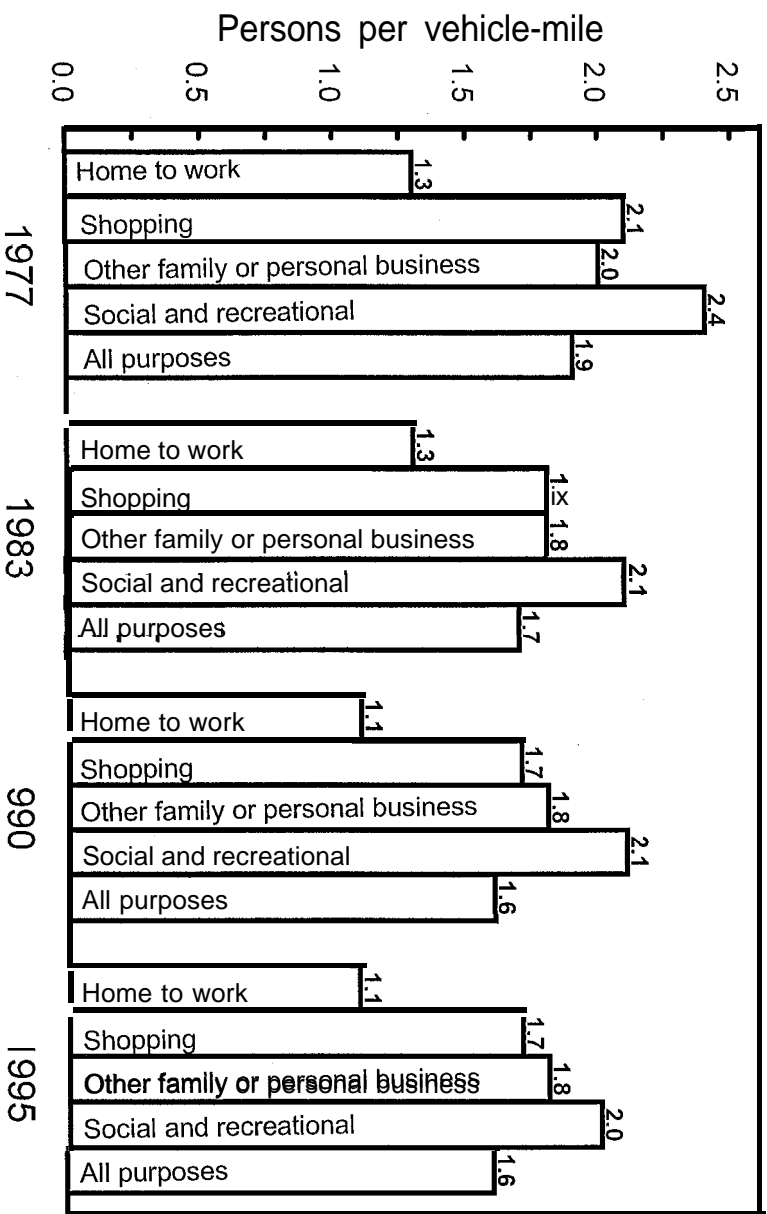 Persons per vehicle-mile
0.0
0.5
1.0
1.5
2.0
2.5
1977
Home to work
1.3
Shopping
2.1
Other family or personal business
2.0
Social and recreational
2.4
All purposes
1.9
1983
Home to work
1.3
Shopping
1.ix
Other family or personal business
1.8
Social and recreational
2.1
All purposes
1.7
990
Home to work
1.1
Shopping
1.7
Other family or personal business
1.8
Social and recreational
2.1
All purposes
1.6
I995
Home to work
1.1
Shopping
1.7
Other family or personal business
1.8
Social and recreational
2.0
All purposes
1.6